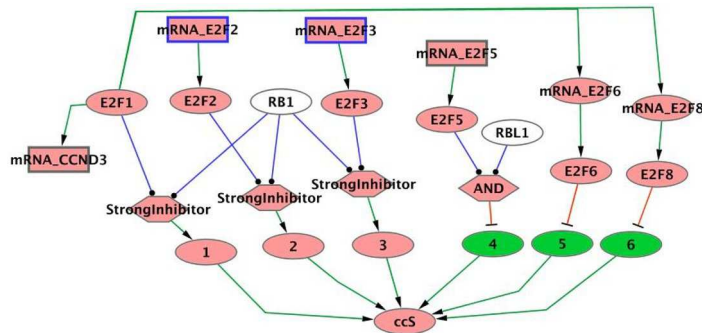 mRNA_E2F2
mRNA_E2F3
mRNA_E2F5
mRNA_E2F6
mRNA_E2F8
E2F1
E2F2
RB1
E2F3
E2F5
RBL1
mRNA_CCND3
E2F6
E2F8
StrongInhibitor
StrongInhibitor
StrongInhibitor
AND
1
2
3
4
5
6
ccS